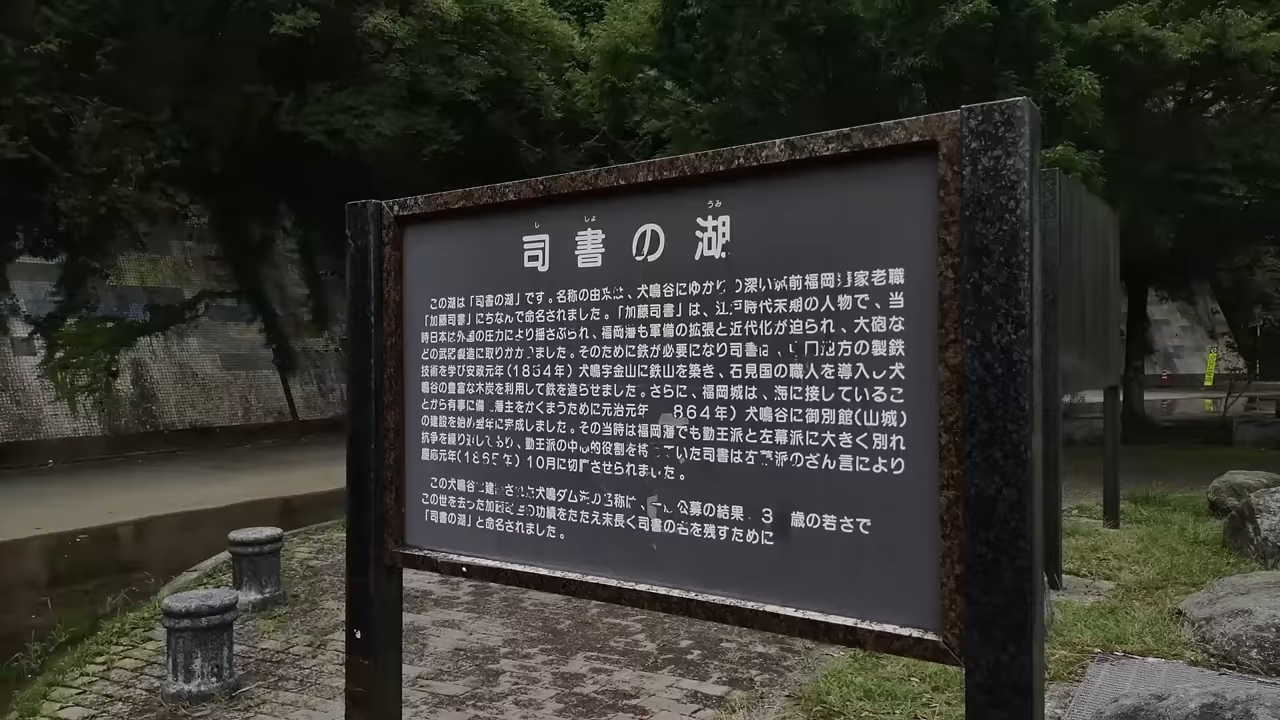 し しょ うみ
司書の湖
この湖は「司書の湖」です。名称の由来は、犬鳴谷にゆかりの深い 前福岡 家老職
「加藤司書」にちなんで命名されました。「加藤司書」は、江戸時代末期の人物で、当
時日本は外国の圧力により揺さぶられ、福岡藩も軍備の拡張と近代化が迫られ、大砲な
どの武器製造に取りかか ました。そのために鉄が必要になり司書は、 地方の製鉄
技術を学び安政元年(1854年)犬鳴字金山に鉄山を築き、石見国の職人を導入し犬
鳴谷の豊富な木炭を利用して鉄を造らせました。さらに、福岡城は、海に接しているこ
とから有事に備 藩主をかくまうために元治元年 864年)犬鳴谷に御別館(山城)
の建設を始め翌年に完成しました。その当時は福岡藩でも勤王派と左幕派に大きく別れ
抗争を繰り返しており、勤王派の中心的役割を持 ていた司書は左幕派のざん言により
慶応元年(1865年)10月に切腹させられました。
この犬鳴谷に建 された犬鳴ダム の名称は、 公募の結果 3 歳の若さで
この世を去った加藤司書の功績をたたえ末長く司書の名を残すために
「司書の湖」と命名されました。